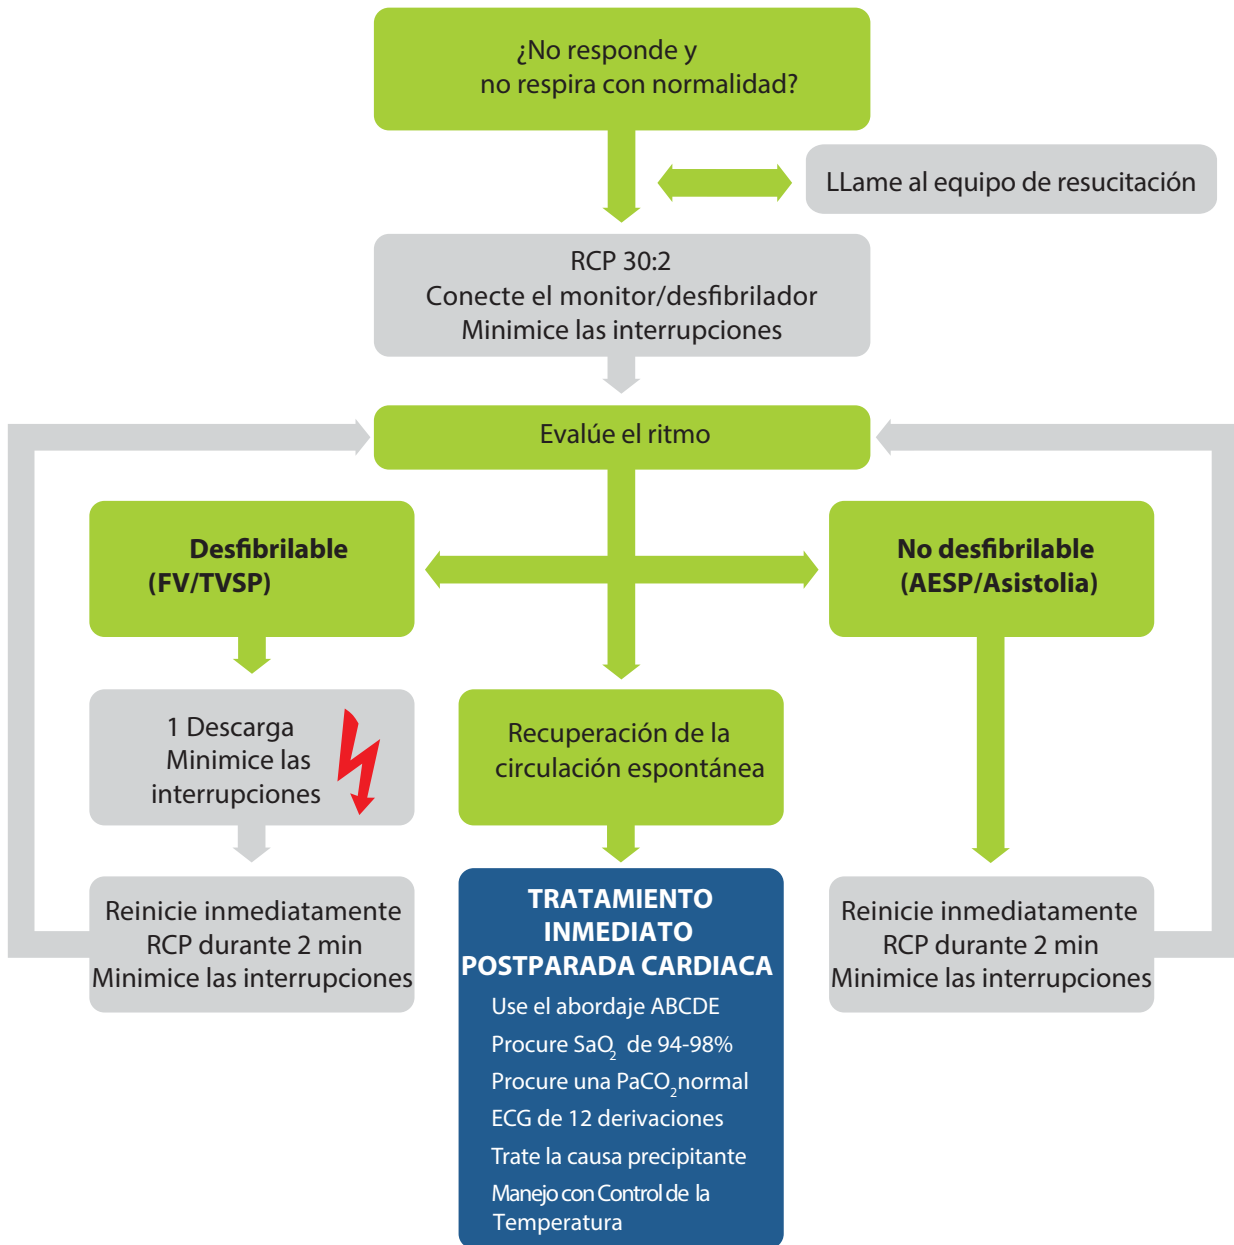 ¿No responde y
no respira con normalidad?
LLame al equipo de resucitación
RCP 30:2
Conecte el monitor/desfibrilador
Minimice las interrupciones
Evalúe el ritmo
Desfibrilable
(FV/TVSP)
No desfibrilable
(AESP/Asistolia)
1 Descarga
Minimice las
interrupciones
Recuperación de la
circulación espontánea
Reinicie inmediatamente
RCP durante 2 min
Minimice las interrupciones
TRATAMIENTO
INMEDIATO
POSTPARADA CARDIACA
Use el abordaje ABCDE
Procure SaO₂ de 94-98%
Procure una PaCO₂ normal
ECG de 12 derivaciones
Trate la causa precipitante
Manejo con Control de la
Temperatura
Reinicie inmediatamente
RCP durante 2 min
Minimice las interrupciones